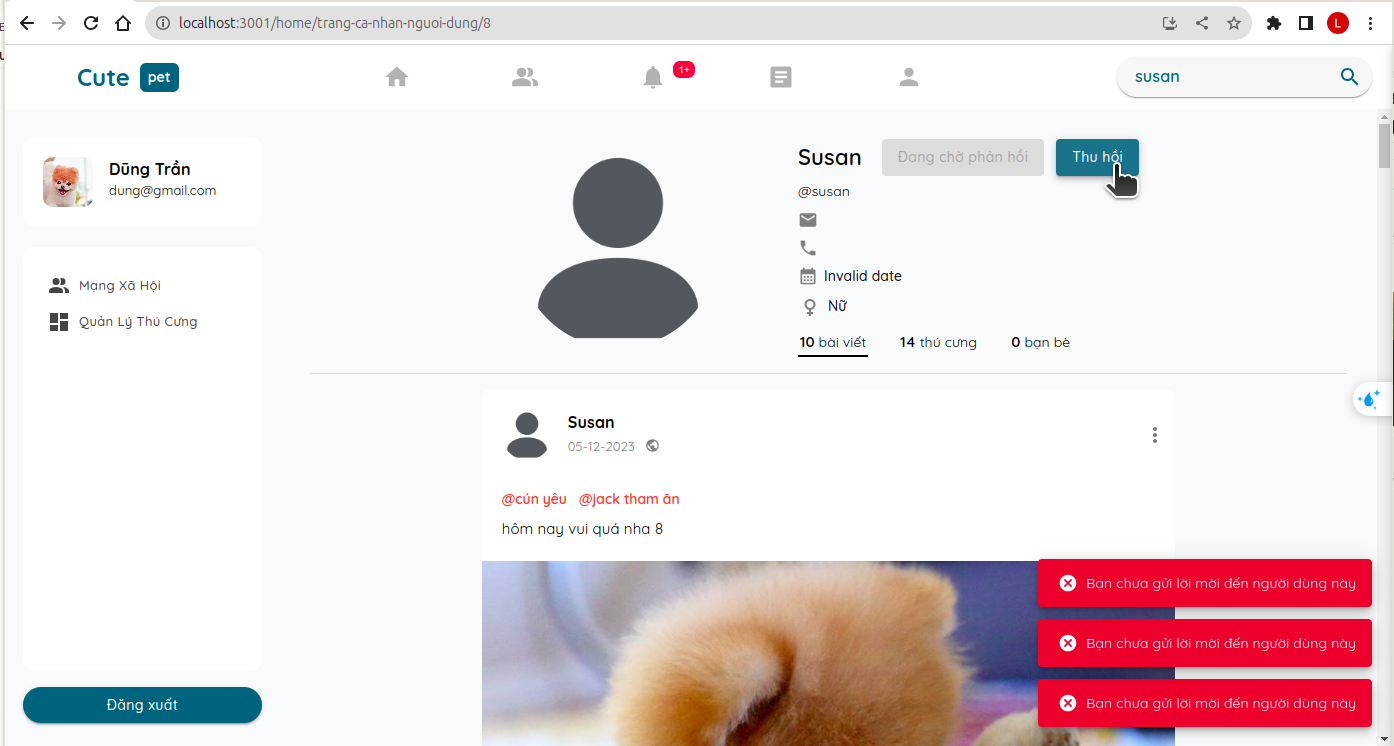 localhost:3001/home/trang-ca-nhan-nguoi-dung/8
L
Cute pet
1+
susan
Dũng Trần
dung@gmail.com
Mạng Xã Hội
Quản Lý Thú Cưng
Đăng xuất
Susan Đang chờ phản hồi Thu hồi
@susan
Invalid date
Nữ
10 bài viết 14 thú cưng 0 bạn bè
Susan
05-12-2023
@cún yêu @jack tham ăn
hôm nay vui quá nha 8
Bạn chưa gửi lời mời đến người dùng này
Bạn chưa gửi lời mời đến người dùng này
Bạn chưa gửi lời mời đến người dùng này